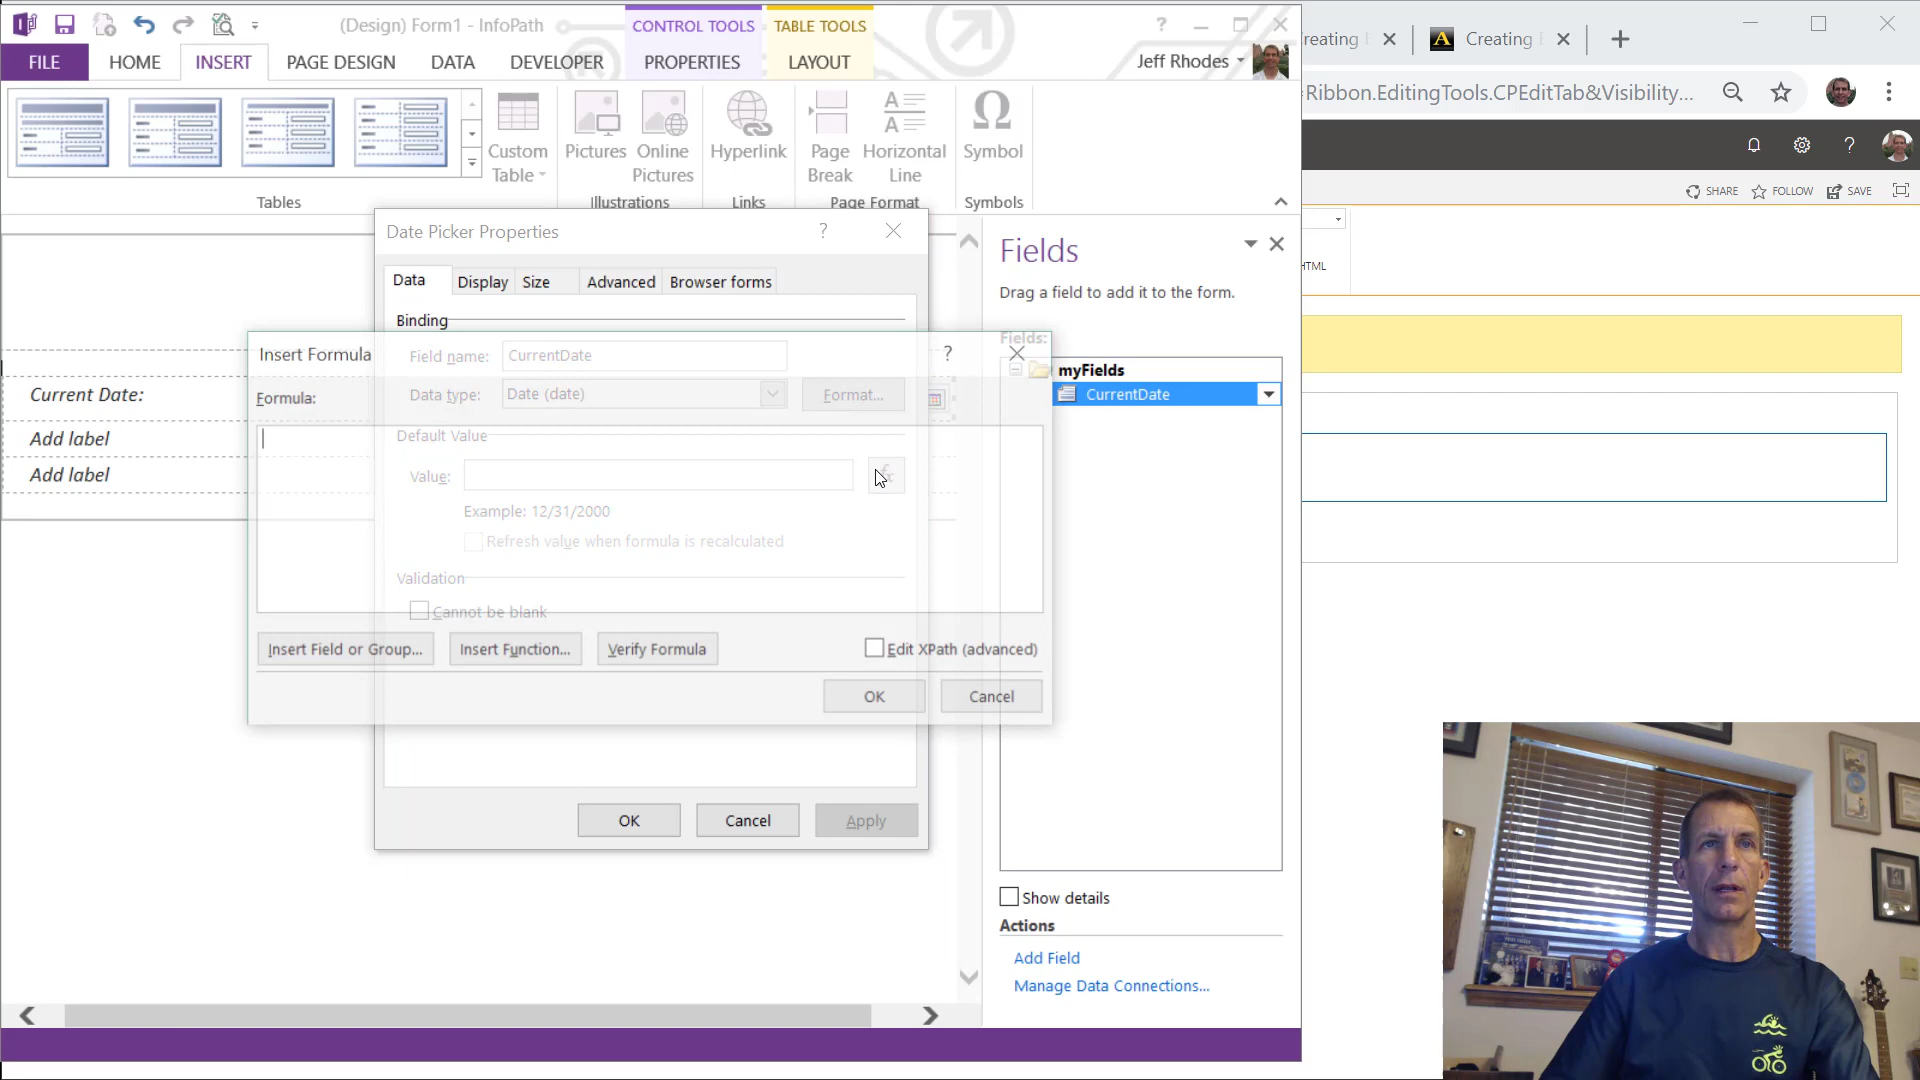 (Design) Form1 - InfoPath
CONTROL TOOLS
TABLE TOOLS
?
FILE
HOME
INSERT
PAGE DESIGN
DATA
DEVELOPER
PROPERTIES
LAYOUT
Jeff Rhodes
Custom
Table
Pictures
Online
Pictures
Hyperlink
Page
Break
Horizontal
Line
Symbol
Tables
Illustrations
Links
Page Format
Symbols
Current Date:
Add label
Add label
Date Picker Properties
?
Data
Display
Size
Advanced
Browser forms
Binding
Field name:
CurrentDate
Data type:
Date (date)
Format...
Default Value
Value:
Example: 12/31/2000
Refresh value when formula is recalculated
Validation
Cannot be blank
OK
Cancel
Apply
Insert Formula
?
Formula:
Insert Field or Group...
Insert Function...
Verify Formula
Edit XPath (advanced)
OK
Cancel
Fields
Drag a field to add it to the form.
Fields:
myFields
CurrentDate
Show details
Actions
Add Field
Manage Data Connections...
reating
Creating
=Ribbon.EditingTools.CPEditTab&Visibility...
?
SHARE
FOLLOW
SAVE
HTML